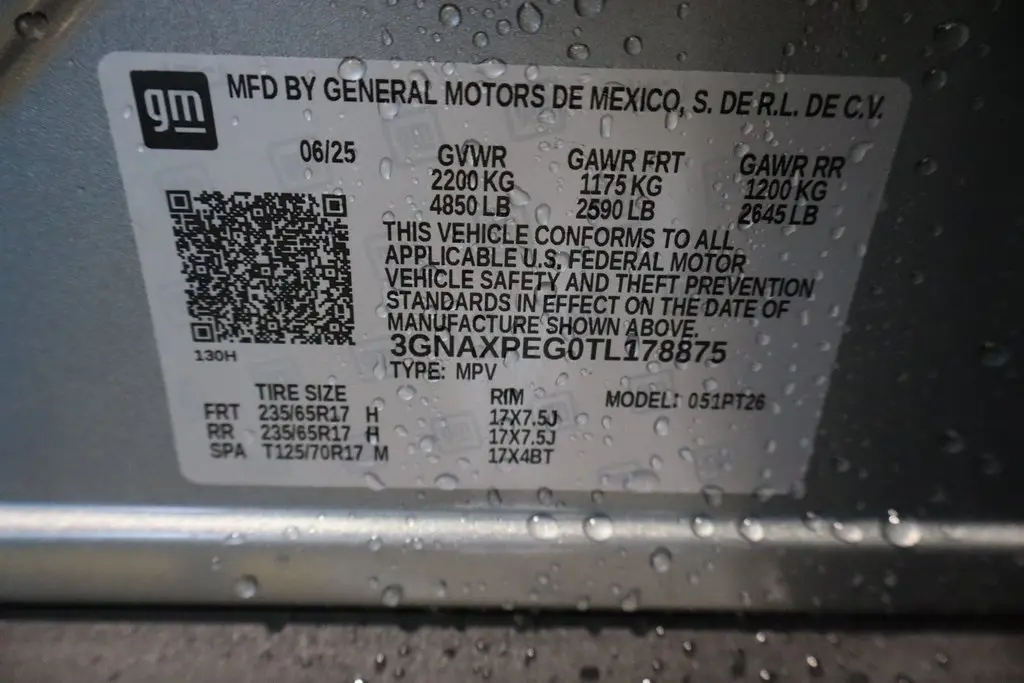 gm MFD BY GENERAL MOTORS DE MEXICO, S. DE R.L. DE C.V.
06/25 GVWR GAWR FRT GAWR RR
2200 KG 1175 KG 1200 KG
4850 LB 2590 LB 2645 LB
THIS VEHICLE CONFORMS TO ALL
APPLICABLE U.S. FEDERAL MOTOR
VEHICLE SAFETY AND THEFT PREVENTION
STANDARDS IN EFFECT ON THE DATE OF
MANUFACTURE SHOWN ABOVE.
130H 3GNAXPEG0TL178875
TYPE: MPV
TIRE SIZE RIM MODEL: 051PT26
FRT 235/65R17 H 17X7.5J
RR 235/65R17 H 17X7.5J
SPA T125/70R17 M 17X4BT